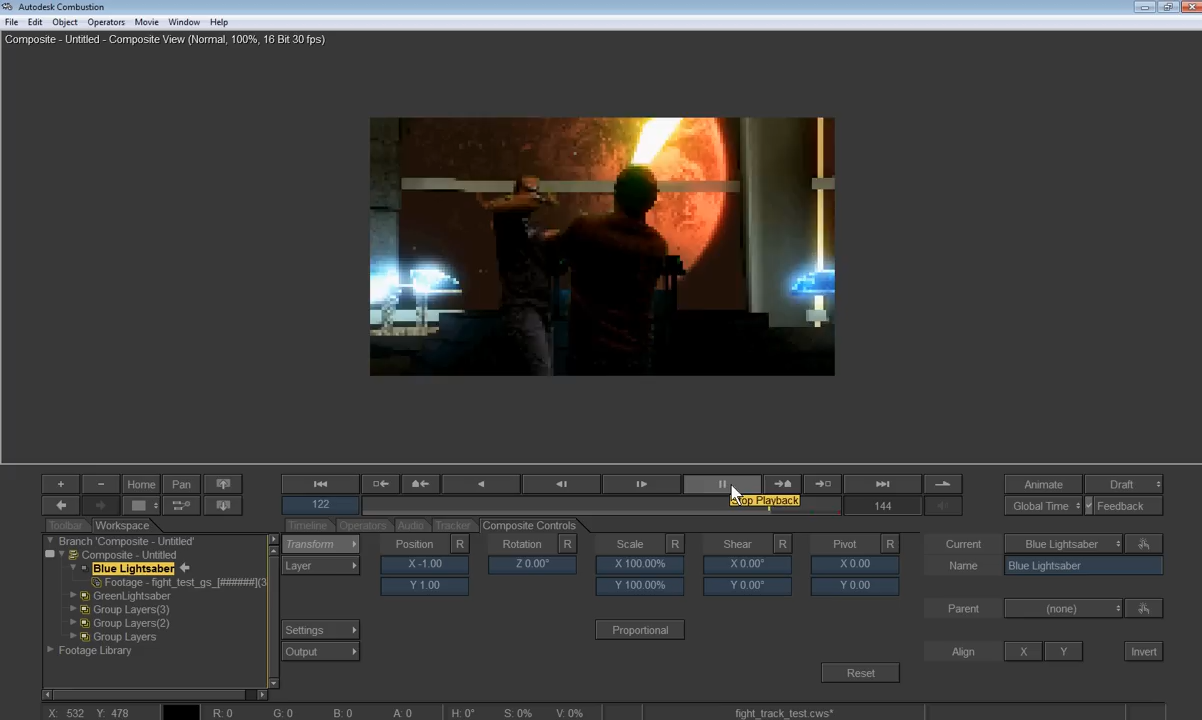 Autodesk Combustion
File Edit Object Operators Movie Window Help
Composite - Untitled - Composite View (Normal, 100%, 16 Bit 30 fps)
+ - Home Pan Animate Draft
122 144 Global Time Feedback
Stop Playback
Toolbar Workspace Timeline Operators Audio Tracker Composite Controls
Branch 'Composite - Untitled'
Composite - Untitled
Blue Lightsaber
Footage - fight_test_gs_[######](3
GreenLightsaber
Group Layers(3)
Group Layers(2)
Group Layers
Footage Library
Transform Position R Rotation R Scale R Shear R Pivot R
Layer X -1.00 Z 0.00° X 100.00% X 0.00° X 0.00
Y 1.00 Y 100.00% Y 0.00° Y 0.00
Settings Proportional
Output
Reset
Current Blue Lightsaber
Name Blue Lightsaber
Parent (none)
Align X Y Invert
X: 532 Y: 478 R: 0 G: 0 B: 0 A: 0 H: 0° S: 0% V: 0% fight_track_test.cws*